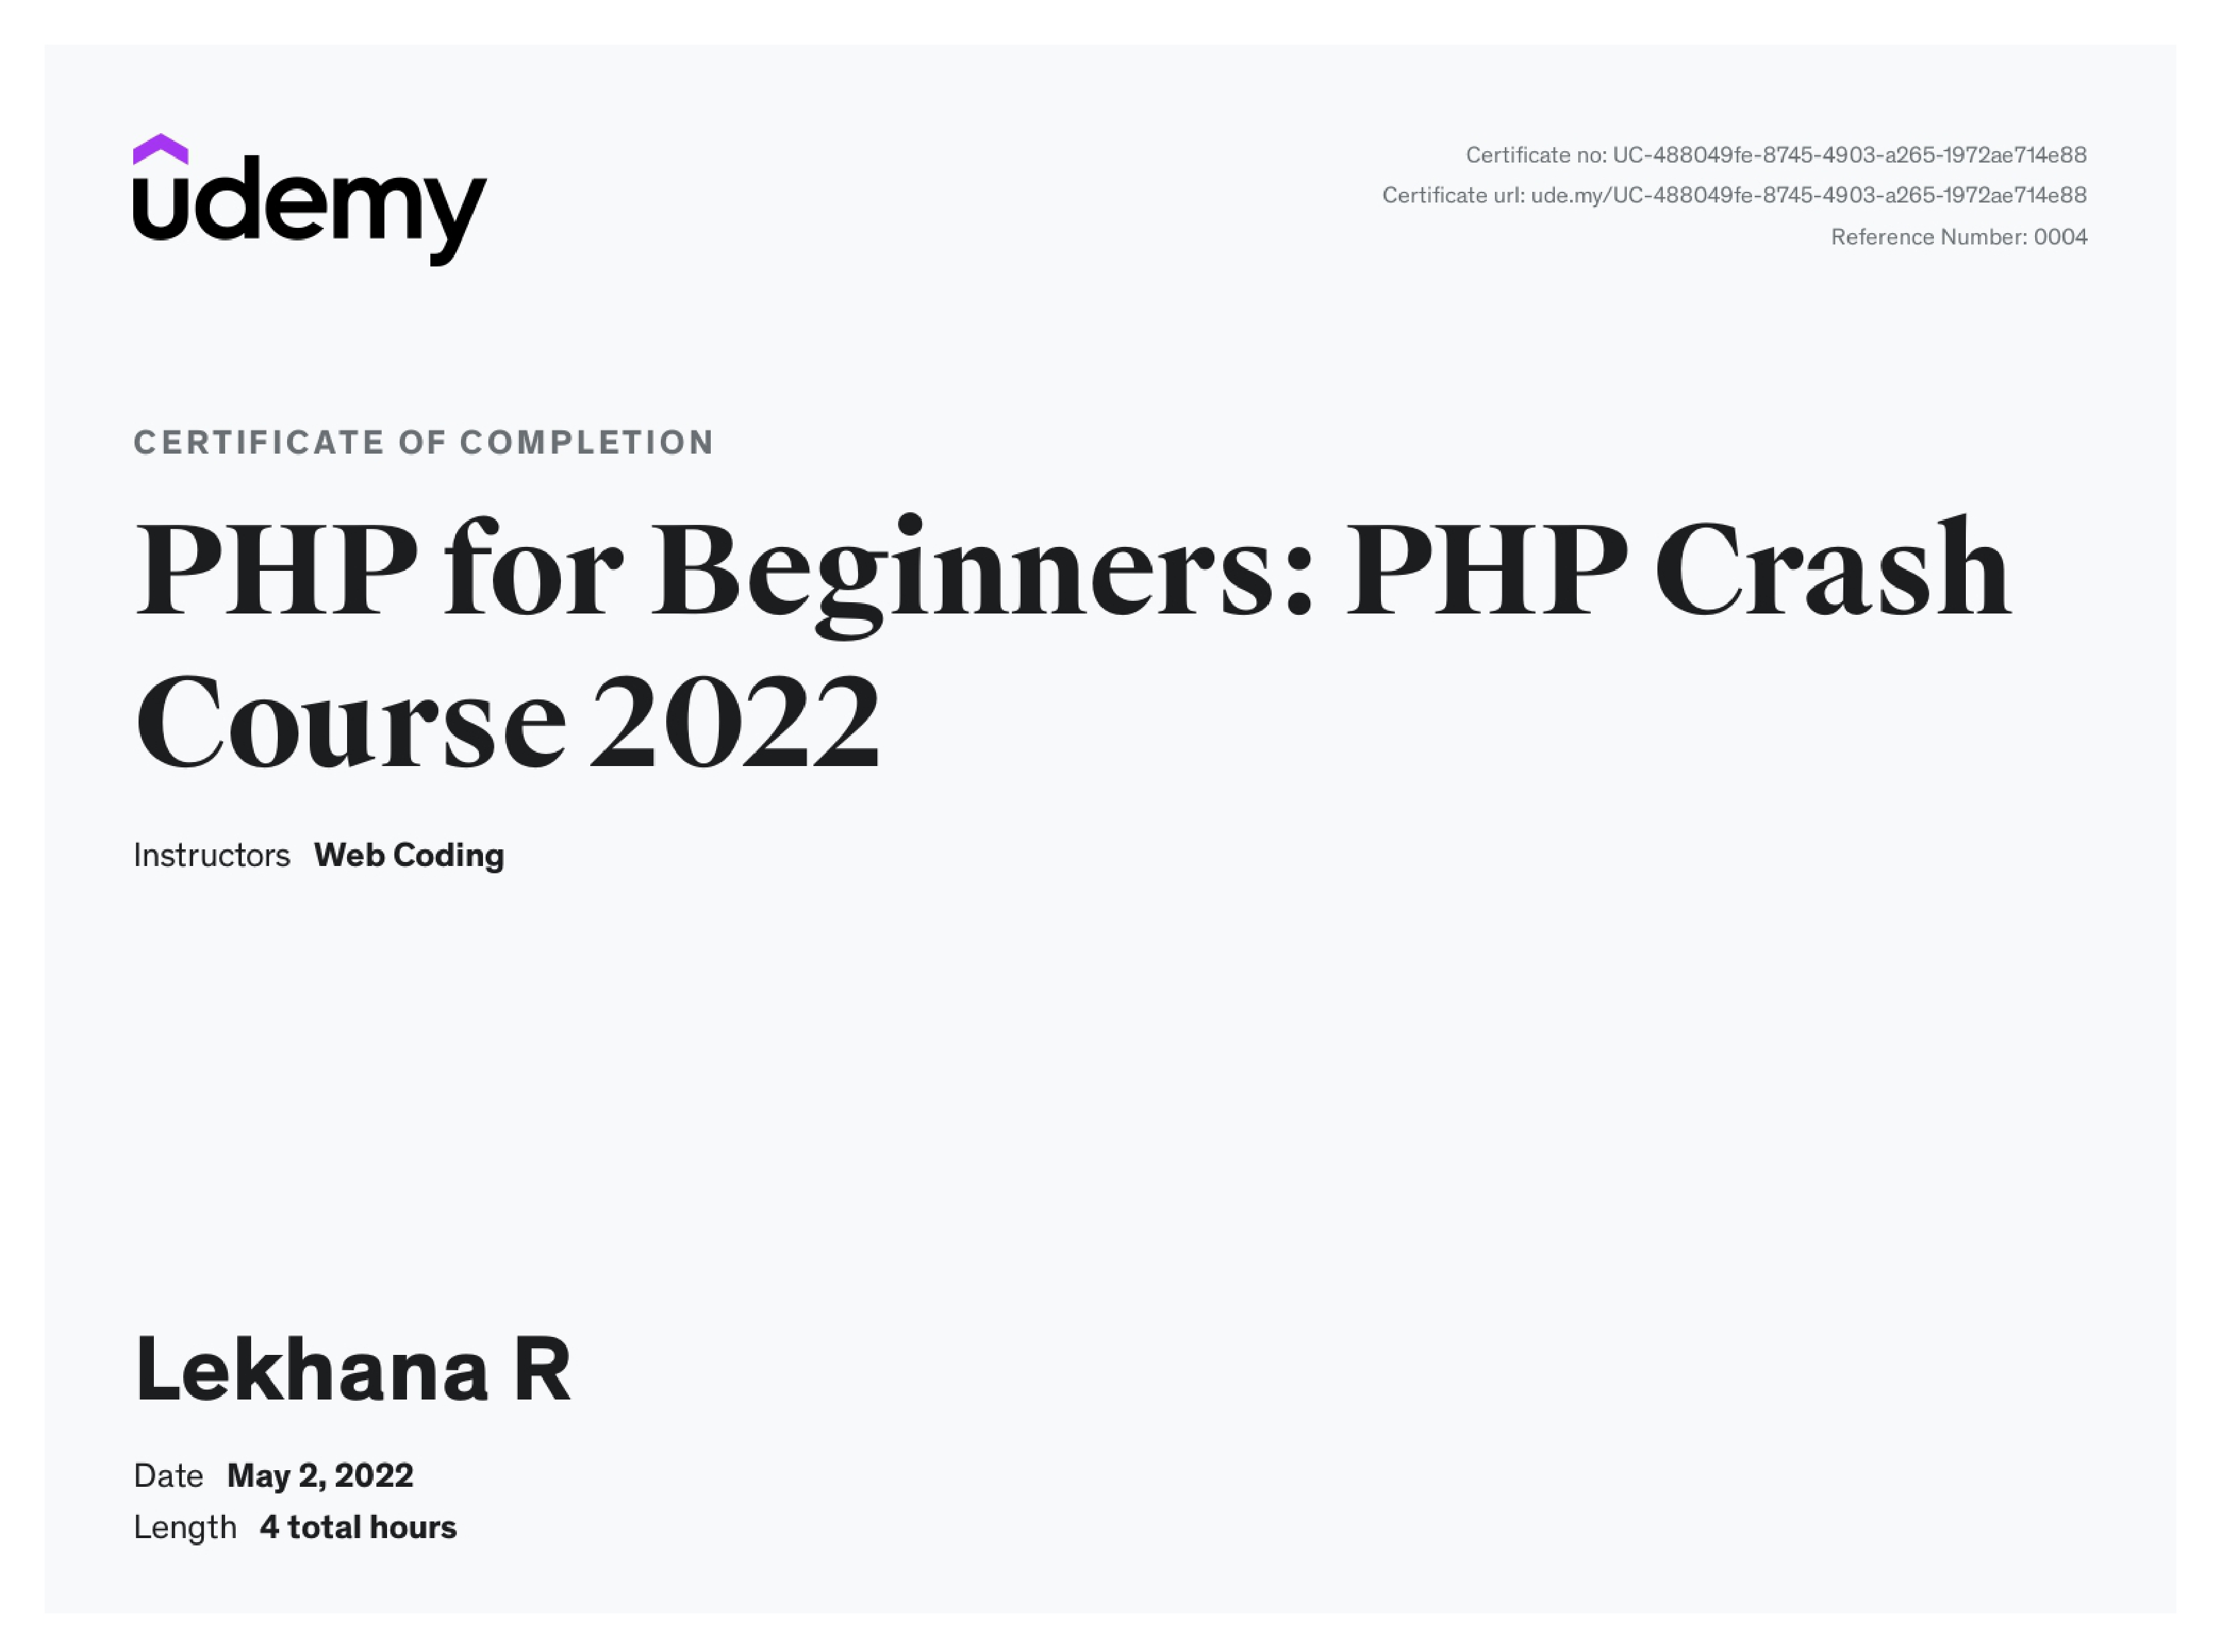 udemy
Certificate no: UC-488049fe-8745-4903-a265-1972ae714e88
Certificate url: ude.my/UC-488049fe-8745-4903-a265-1972ae714e88
Reference Number: 0004
CERTIFICATE OF COMPLETION
PHP for Beginners: PHP Crash
Course 2022
Instructors Web Coding
Lekhana R
Date May 2, 2022
Length 4 total hours